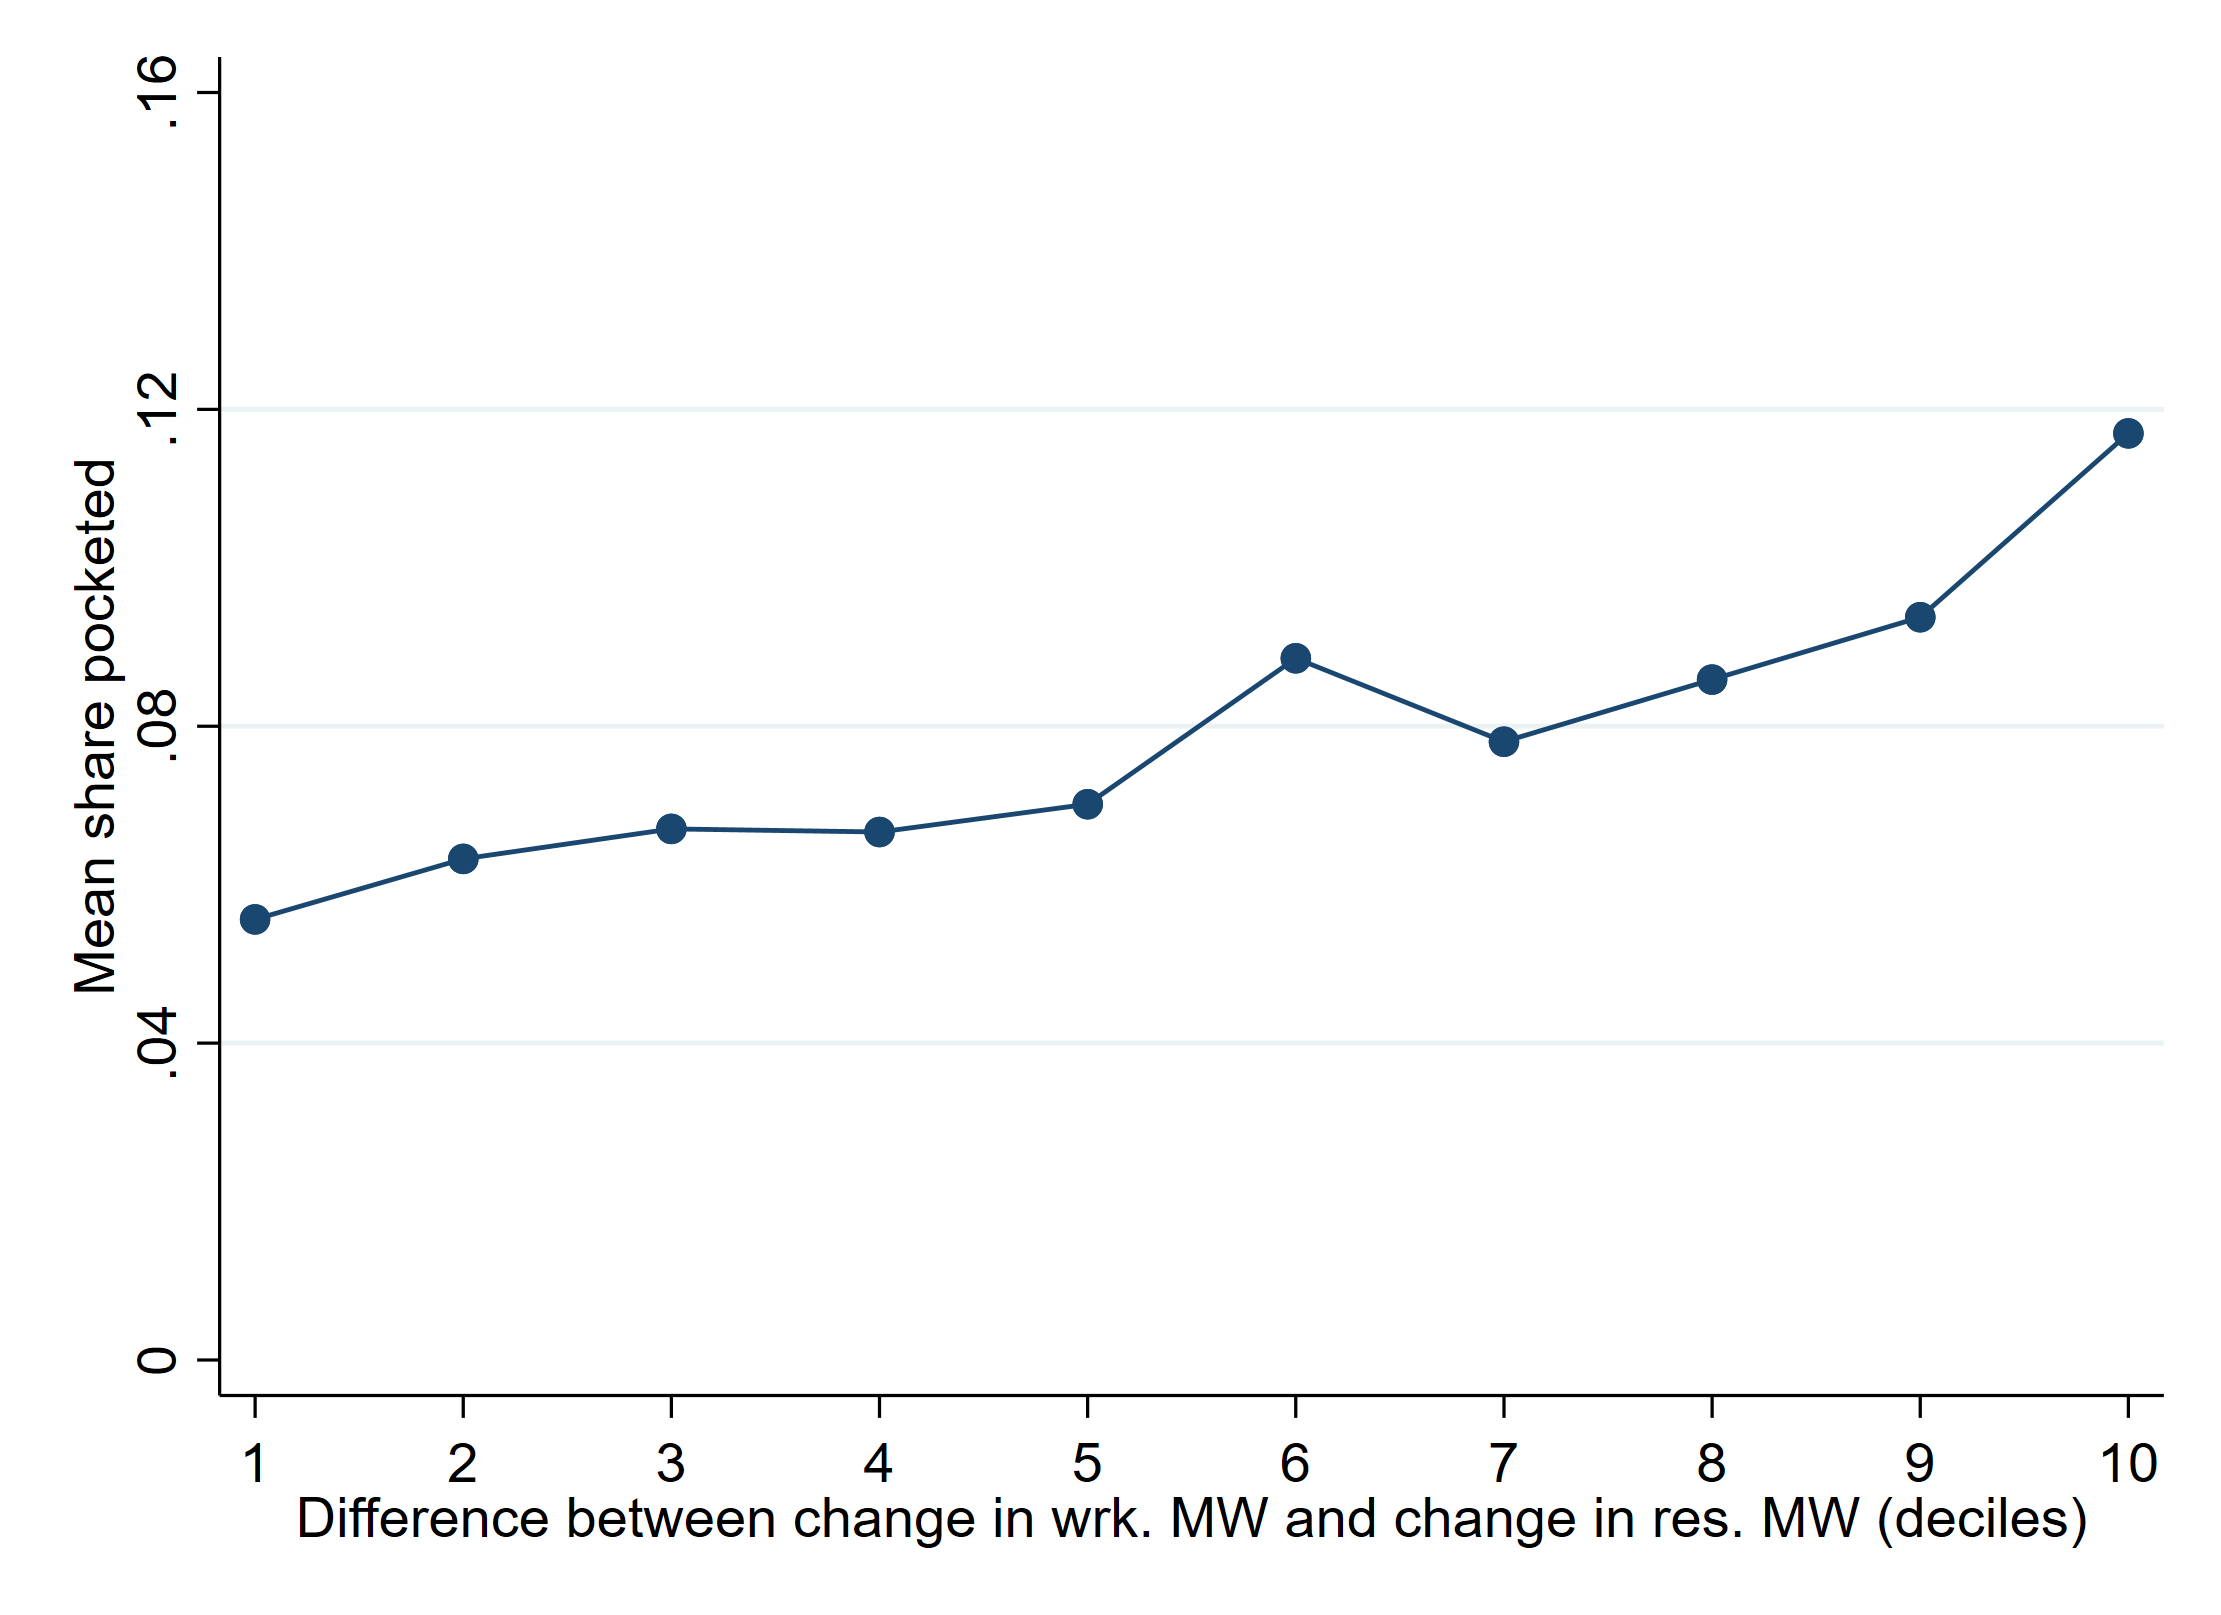 Mean share pocketed
.16
.12
.08
.04
0
1 2 3 4 5 6 7 8 9 10
Difference between change in wrk. MW and change in res. MW (deciles)